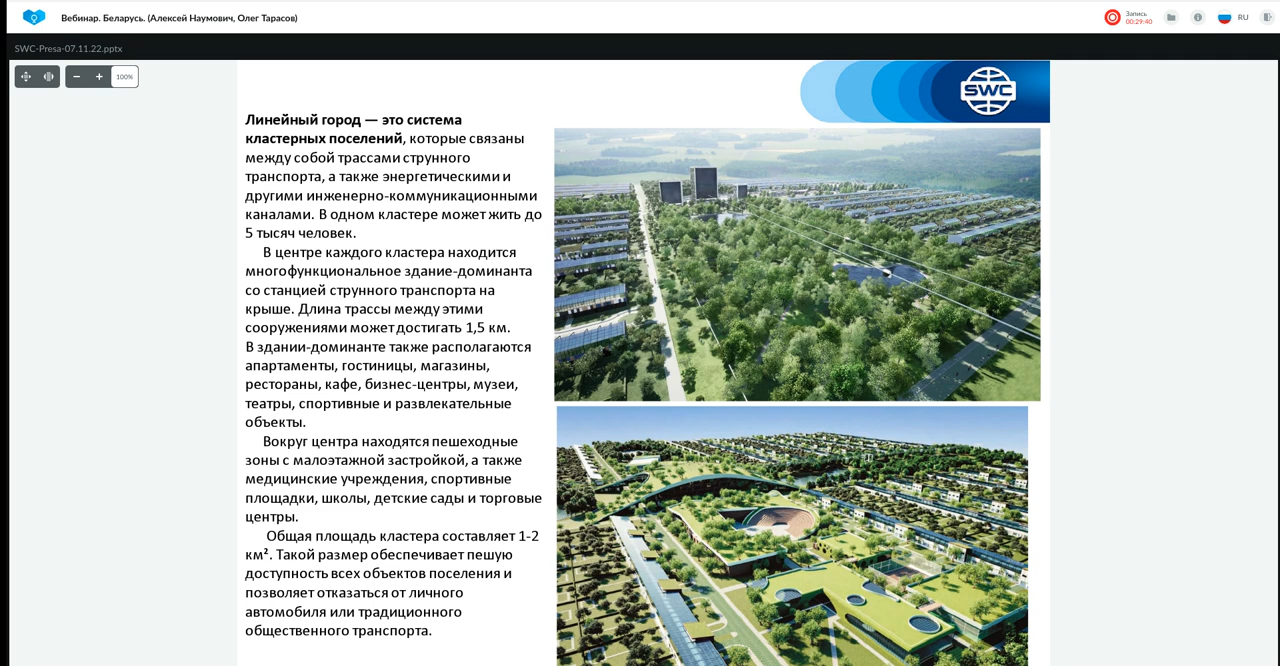 Вебинар. Беларусь. (Алексей Наумович, Олег Тарасов)
Запись
00:29:40
RU
SWC-Presa-07.11.22.pptx
100%
SWC
Линейный город — это система
кластерных поселений, которые связаны
между собой трассами струнного
транспорта, а также энергетическими и
другими инженерно-коммуникационными
каналами. В одном кластере может жить до
5 тысяч человек.
В центре каждого кластера находится
многофункциональное здание-доминанта
со станцией струнного транспорта на
крыше. Длина трассы между этими
сооружениями может достигать 1,5 км.
В здании-доминанте также располагаются
апартаменты, гостиницы, магазины,
рестораны, кафе, бизнес-центры, музеи,
театры, спортивные и развлекательные
объекты.
Вокруг центра находятся пешеходные
зоны с малоэтажной застройкой, а также
медицинские учреждения, спортивные
площадки, школы, детские сады и торговые
центры.
Общая площадь кластера составляет 1-2
км². Такой размер обеспечивает пешую
доступность всех объектов поселения и
позволяет отказаться от личного
автомобиля или традиционного
общественного транспорта.